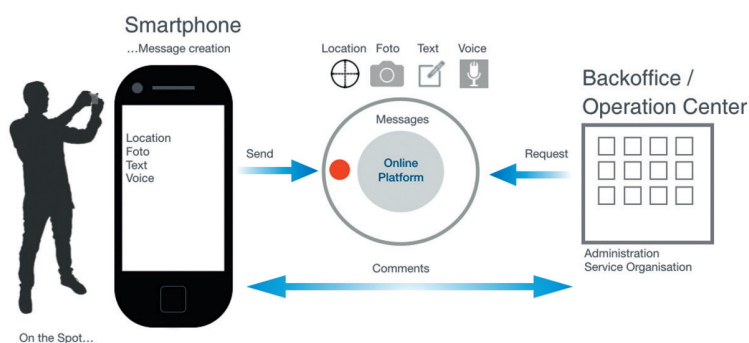 Smartphone
...Message creation
Location
Foto
Text
Voice
On the Spot...
Send
Location Foto Text Voice
Messages
Online
Platform
Request
Comments
Backoffice /
Operation Center
Administration
Service Organisation